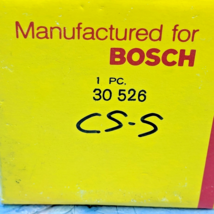 Manufactured for
BOSCH
1 PC.
30 526
CS-S